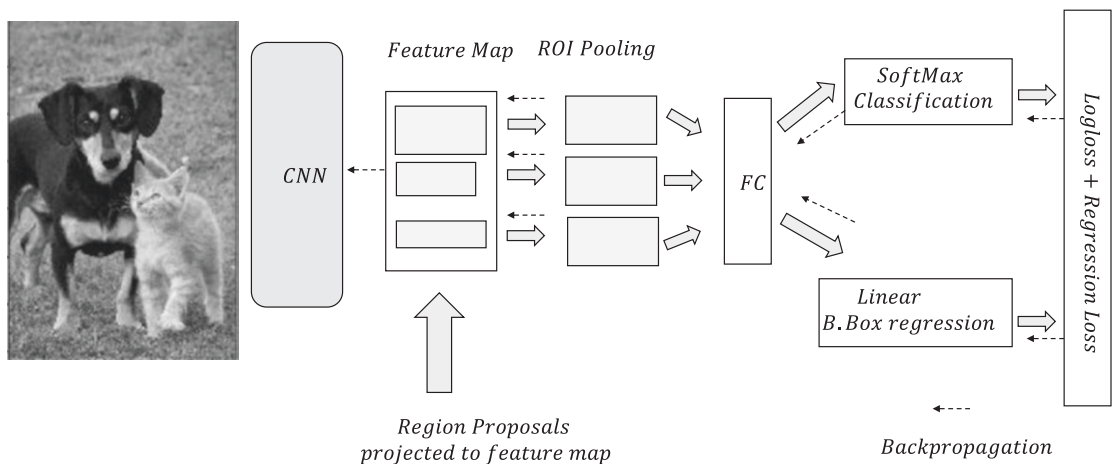 Feature Map
ROI Pooling
SoftMax
Classification
CNN
FC
Linear
B.Box regression
Logloss + Regression Loss
Region Proposals
projected to feature map
Backpropagation